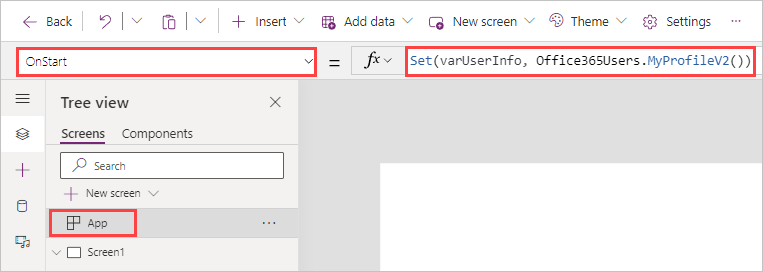 Back Insert Add data New screen Theme Settings ...
OnStart = fx Set(varUserInfo, Office365Users.MyProfileV2())
Tree view
Screens Components
Search
New screen
App ...
Screen1